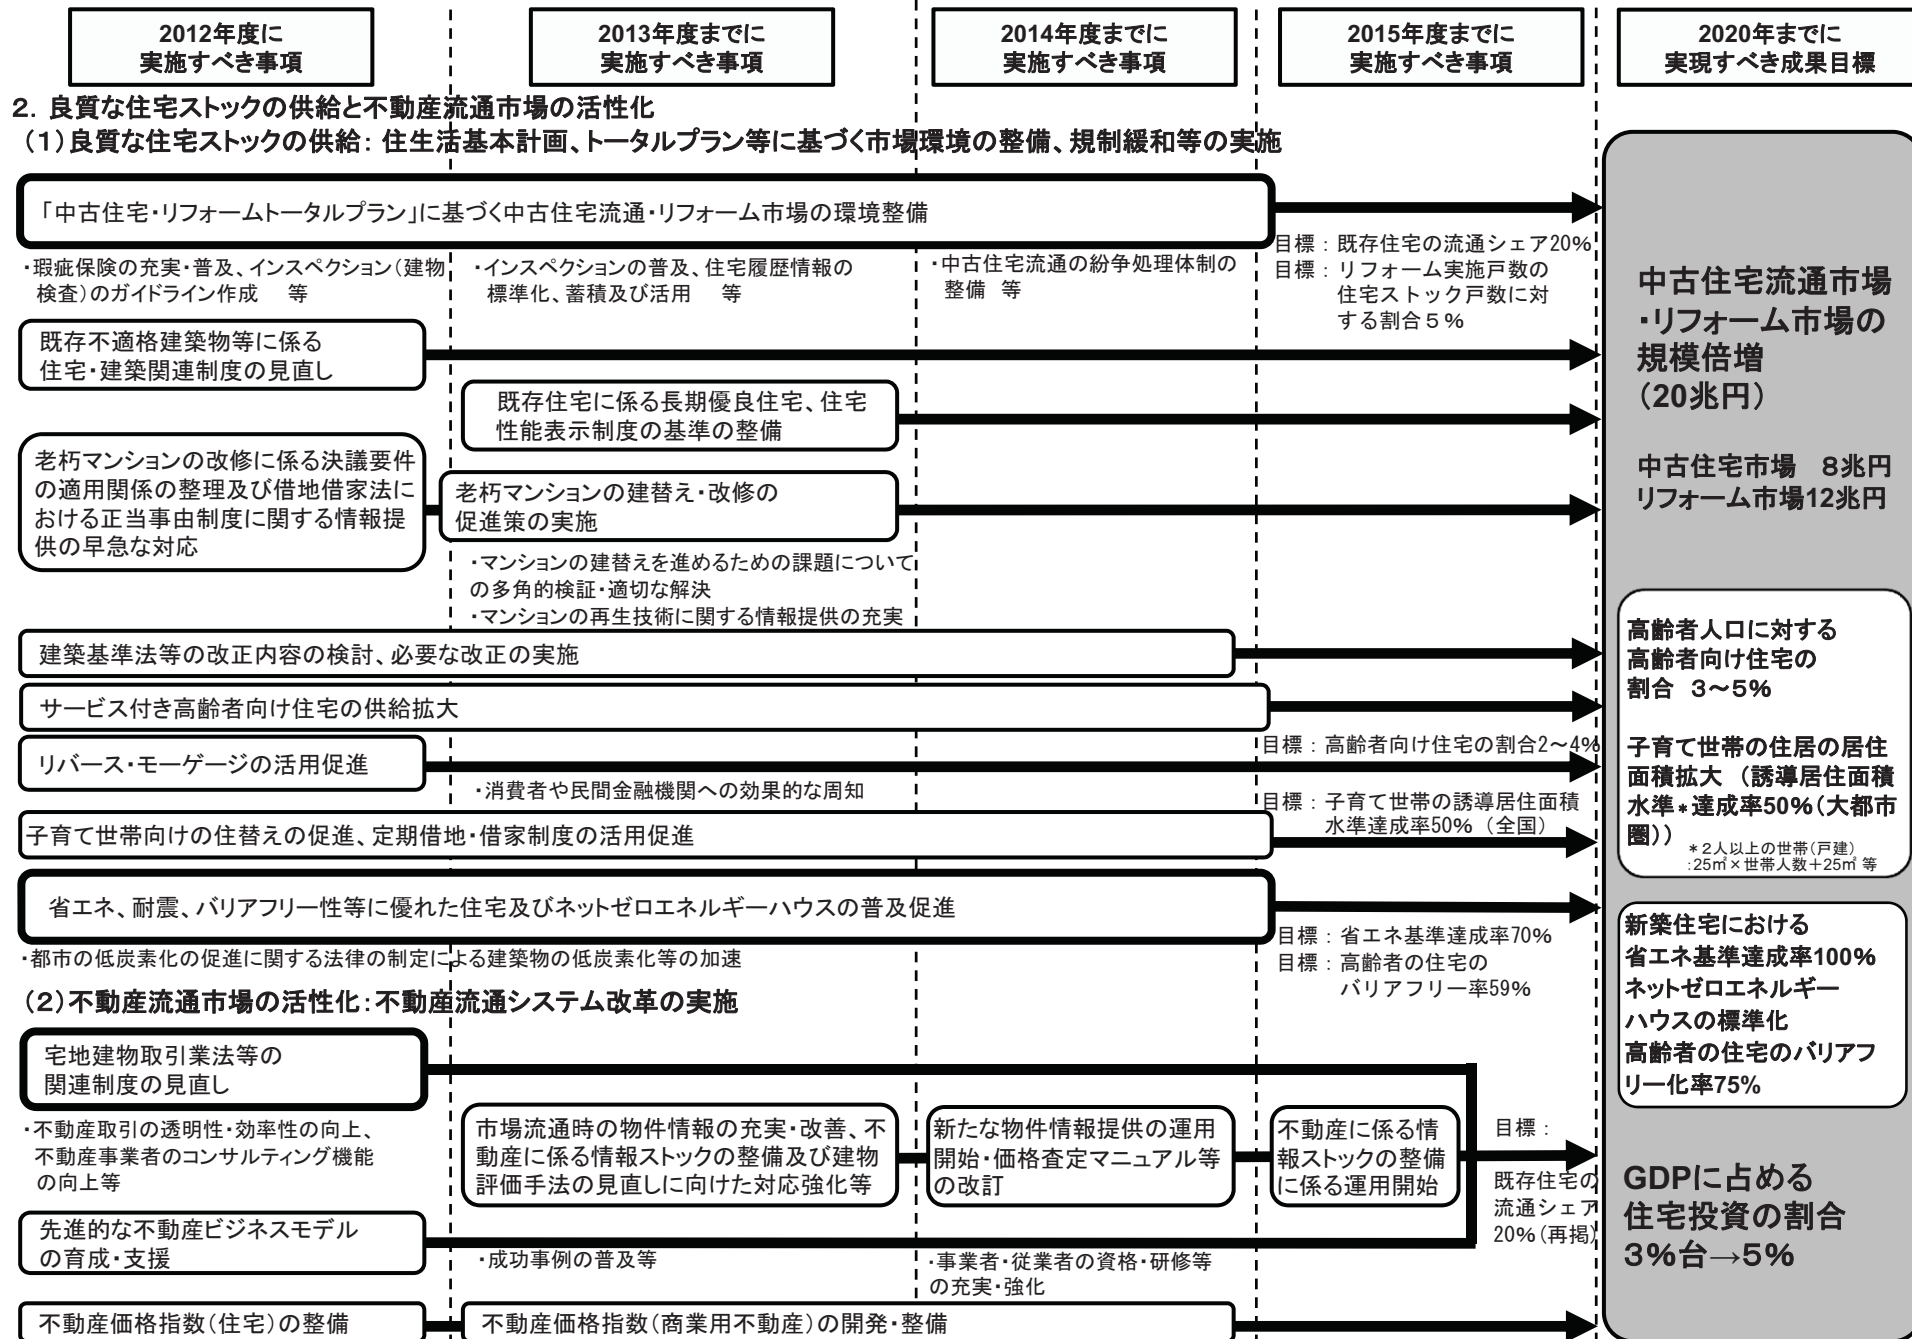 2012年度に
実施すべき事項
2013年度までに
実施すべき事項
2014年度までに
実施すべき事項
2015年度までに
実施すべき事項
2020年までに
実現すべき成果目標
２．良質な住宅ストックの供給と不動産流通市場の活性化
（１）良質な住宅ストックの供給：住生活基本計画、トータルプラン等に基づく市場環境の整備、規制緩和等の実施
「中古住宅・リフォームトータルプラン」に基づく中古住宅流通・リフォーム市場の環境整備
・瑕疵保険の充実・普及、インスペクション（建物
検査）のガイドライン作成　等
・インスペクションの普及、住宅履歴情報の
標準化、蓄積及び活用　等
・中古住宅流通の紛争処理体制の
整備　等
目標：既存住宅の流通シェア20％
目標：リフォーム実施戸数の
住宅ストック戸数に対
する割合５％
既存不適格建築物等に係る
住宅・建築関連制度の見直し
既存住宅に係る長期優良住宅、住宅
性能表示制度の基準の整備
老朽マンションの改修に係る決議要件
の適用関係の整理及び借地借家法に
おける正当事由制度に関する情報提
供の早急な対応
老朽マンションの建替え・改修の
促進策の実施
・マンションの建替えを進めるための課題について
の多角的検証・適切な解決
・マンションの再生技術に関する情報提供の充実
建築基準法等の改正内容の検討、必要な改正の実施
サービス付き高齢者向け住宅の供給拡大
目標：高齢者向け住宅の割合2～4％
リバース・モーゲージの活用促進
・消費者や民間金融機関への効果的な周知
目標：子育て世帯の誘導居住面積
水準達成率50％（全国）
子育て世帯向けの住替えの促進、定期借地・借家制度の活用促進
省エネ、耐震、バリアフリー性等に優れた住宅及びネットゼロエネルギーハウスの普及促進
・都市の低炭素化の促進に関する法律の制定による建築物の低炭素化等の加速
目標：省エネ基準達成率70％
目標：高齢者の住宅の
バリアフリー率59％
（２）不動産流通市場の活性化：不動産流通システム改革の実施
宅地建物取引業法等の
関連制度の見直し
・不動産取引の透明性・効率性の向上、
不動産事業者のコンサルティング機能
の向上等
市場流通時の物件情報の充実・改善、不
動産に係る情報ストックの整備及び建物
評価手法の見直しに向けた対応強化等
新たな物件情報提供の運用
開始・価格査定マニュアル等
の改訂
不動産に係る情
報ストックの整備
に係る運用開始
目標：
既存住宅の
流通シェア
20％（再掲）
先進的な不動産ビジネスモデル
の育成・支援
・成功事例の普及等
・事業者・従業者の資格・研修等
の充実・強化
不動産価格指数（住宅）の整備
不動産価格指数（商業用不動産）の開発・整備
中古住宅流通市場
・リフォーム市場の
規模倍増
（20兆円）
中古住宅市場　８兆円
リフォーム市場12兆円
高齢者人口に対する
高齢者向け住宅の
割合　３～５％
子育て世帯の住居の居住
面積拡大　（誘導居住面積
水準＊達成率50％（大都市
圏））
＊２人以上の世帯（戸建）
：25㎡×世帯人数＋25㎡ 等
新築住宅における
省エネ基準達成率100％
ネットゼロエネルギー
ハウスの標準化
高齢者の住宅のバリアフ
リー化率75％
GDPに占める
住宅投資の割合
３％台→５％